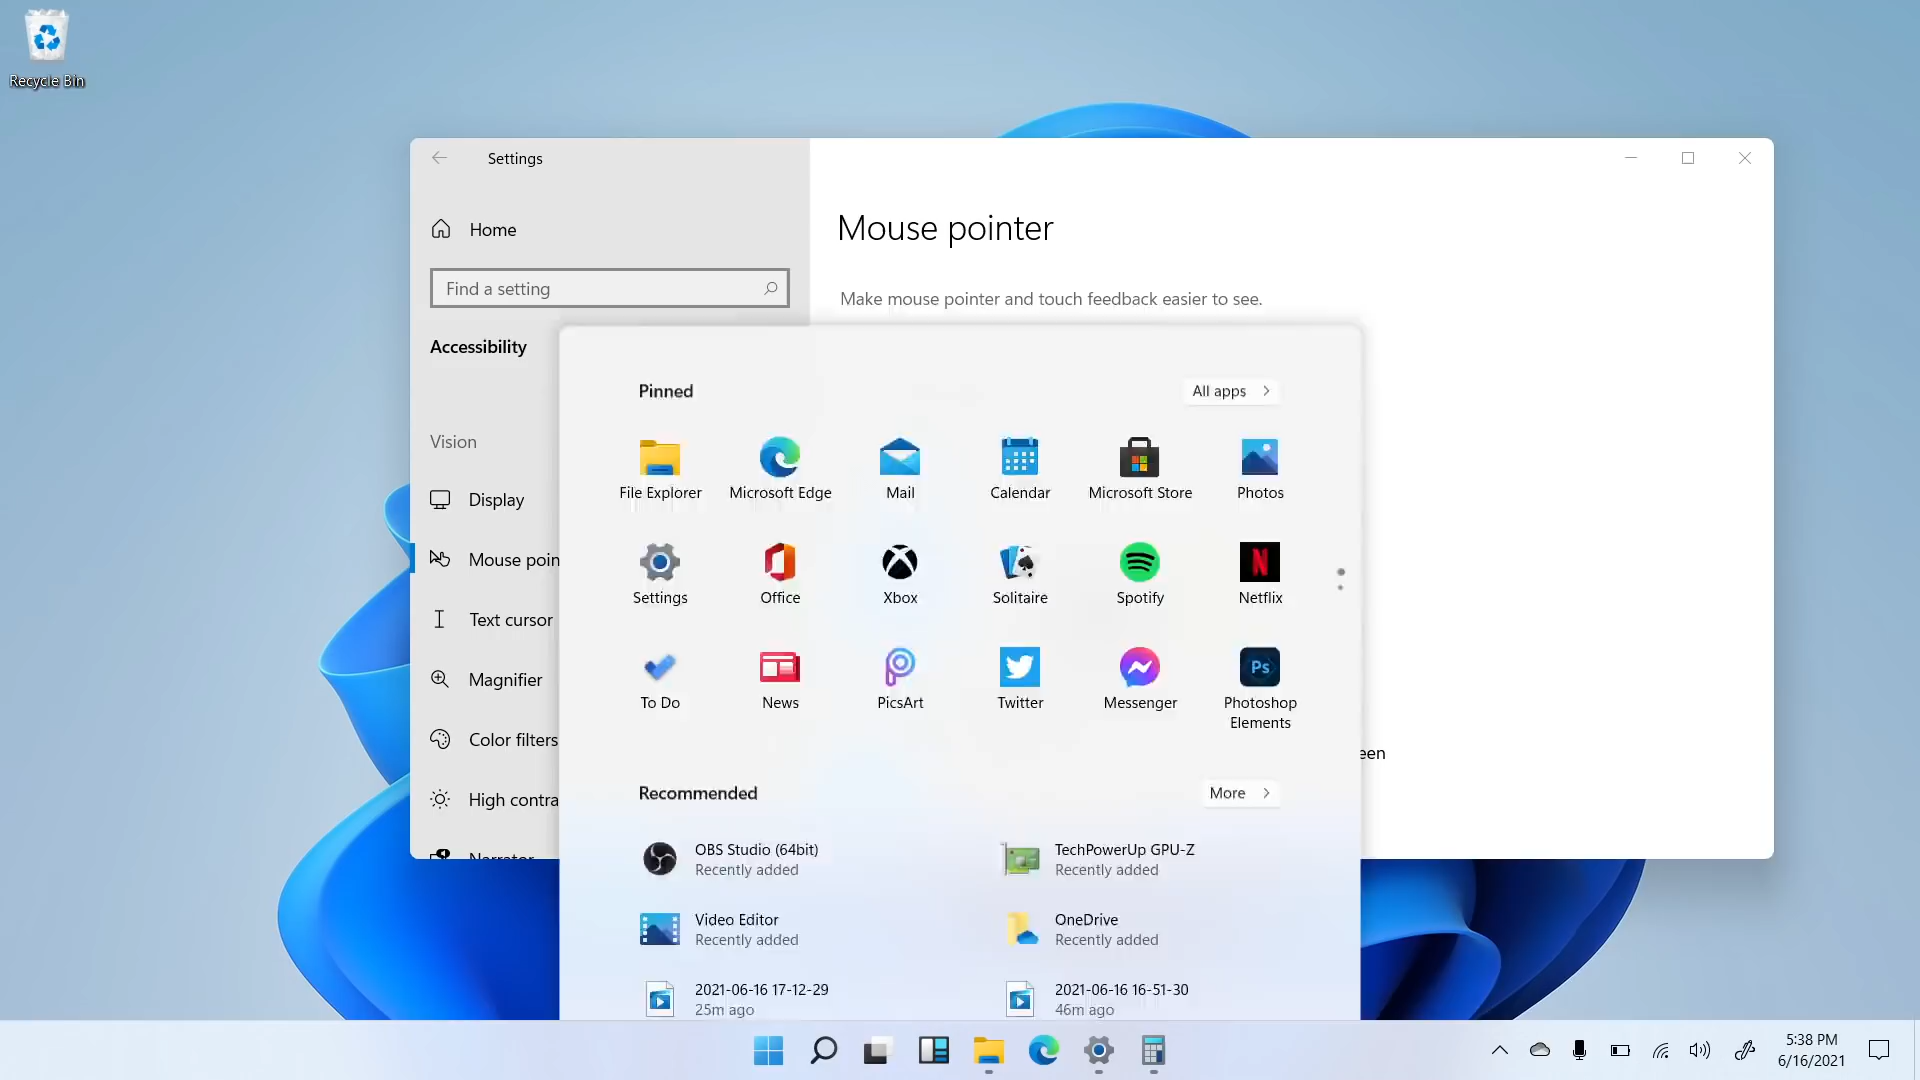 Recycle Bin
Settings
Home
Find a setting
Accessibility
Vision
Display
Mouse poin
Text cursor
Magnifier
Color filters
High contra
Narrator
Mouse pointer
Make mouse pointer and touch feedback easier to see.
een
Pinned
All apps
File Explorer
Microsoft Edge
Mail
Calendar
Microsoft Store
Photos
Settings
Office
Xbox
Solitaire
Spotify
Netflix
To Do
News
PicsArt
Twitter
Messenger
Ps
Photoshop
Elements
Recommended
More
OBS Studio (64bit)
Recently added
TechPowerUp GPU-Z
Recently added
Video Editor
Recently added
OneDrive
Recently added
2021-06-16 17-12-29
25m ago
2021-06-16 16-51-30
46m ago
5:38 PM
6/16/2021